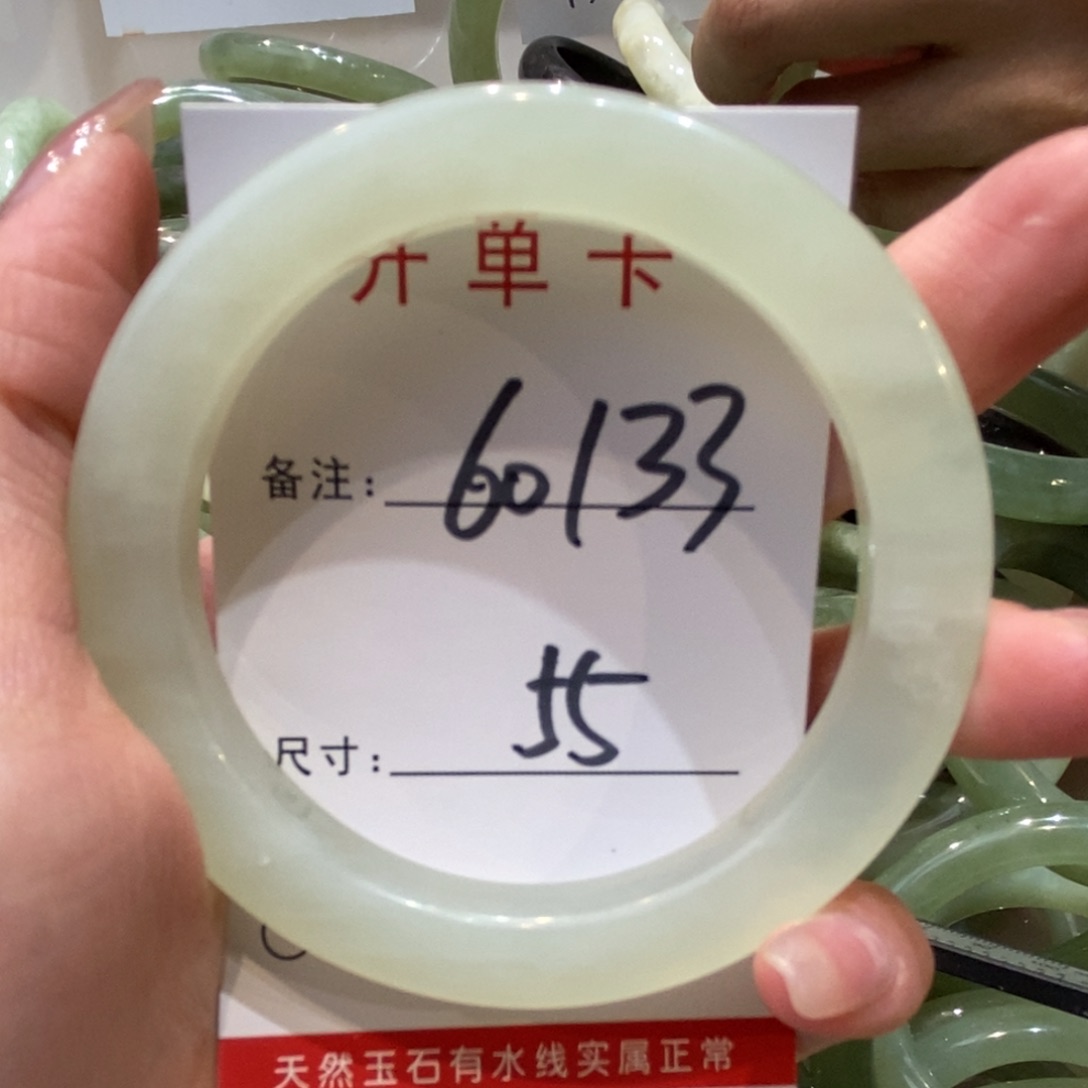 开单卡
备注: 60133
尺寸: 55
天然玉石有水线实属正常